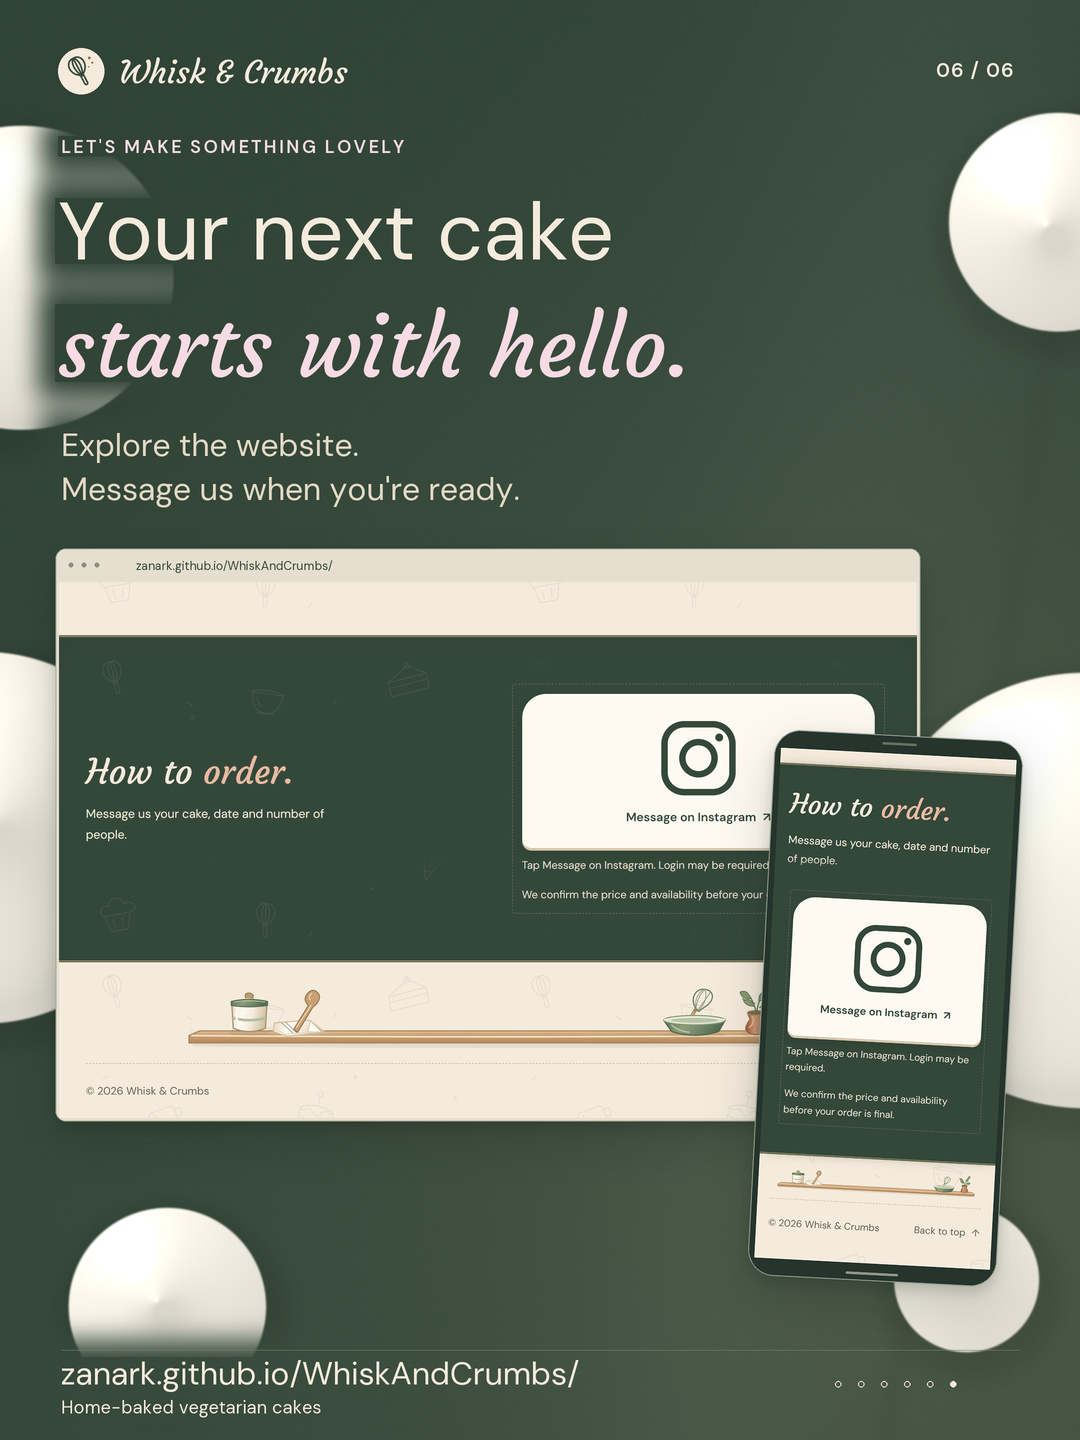 Whisk & Crumbs
06 / 06
LET'S MAKE SOMETHING LOVELY
Your next cake
starts with hello.
Explore the website.
Message us when you're ready.
zanark.github.io/WhiskAndCrumbs/
How to order.
Message us your cake, date and number of
people.
Message on Instagram ↗
Tap Message on Instagram. Login may be required
We confirm the price and availability before your
© 2026 Whisk & Crumbs
How to order.
Message us your cake, date and number
of people.
Message on Instagram ↗
Tap Message on Instagram. Login may be
required.
We confirm the price and availability
before your order is final.
© 2026 Whisk & Crumbs
Back to top ↑
zanark.github.io/WhiskAndCrumbs/
Home-baked vegetarian cakes